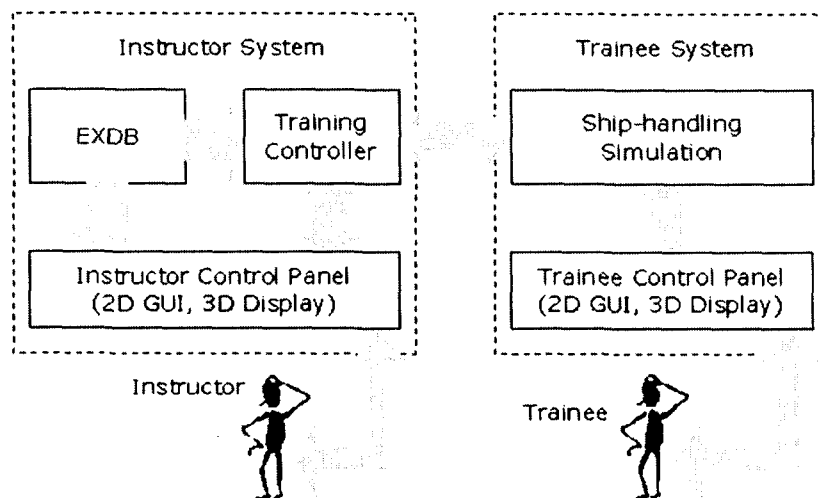 Instructor System
EXDB
Training
Controller
Instructor Control Panel
(2D GUI, 3D Display)
Instructor
Trainee System
Ship-handling
Simulation
Trainee Control Panel
(2D GUI, 3D Display)
Trainee